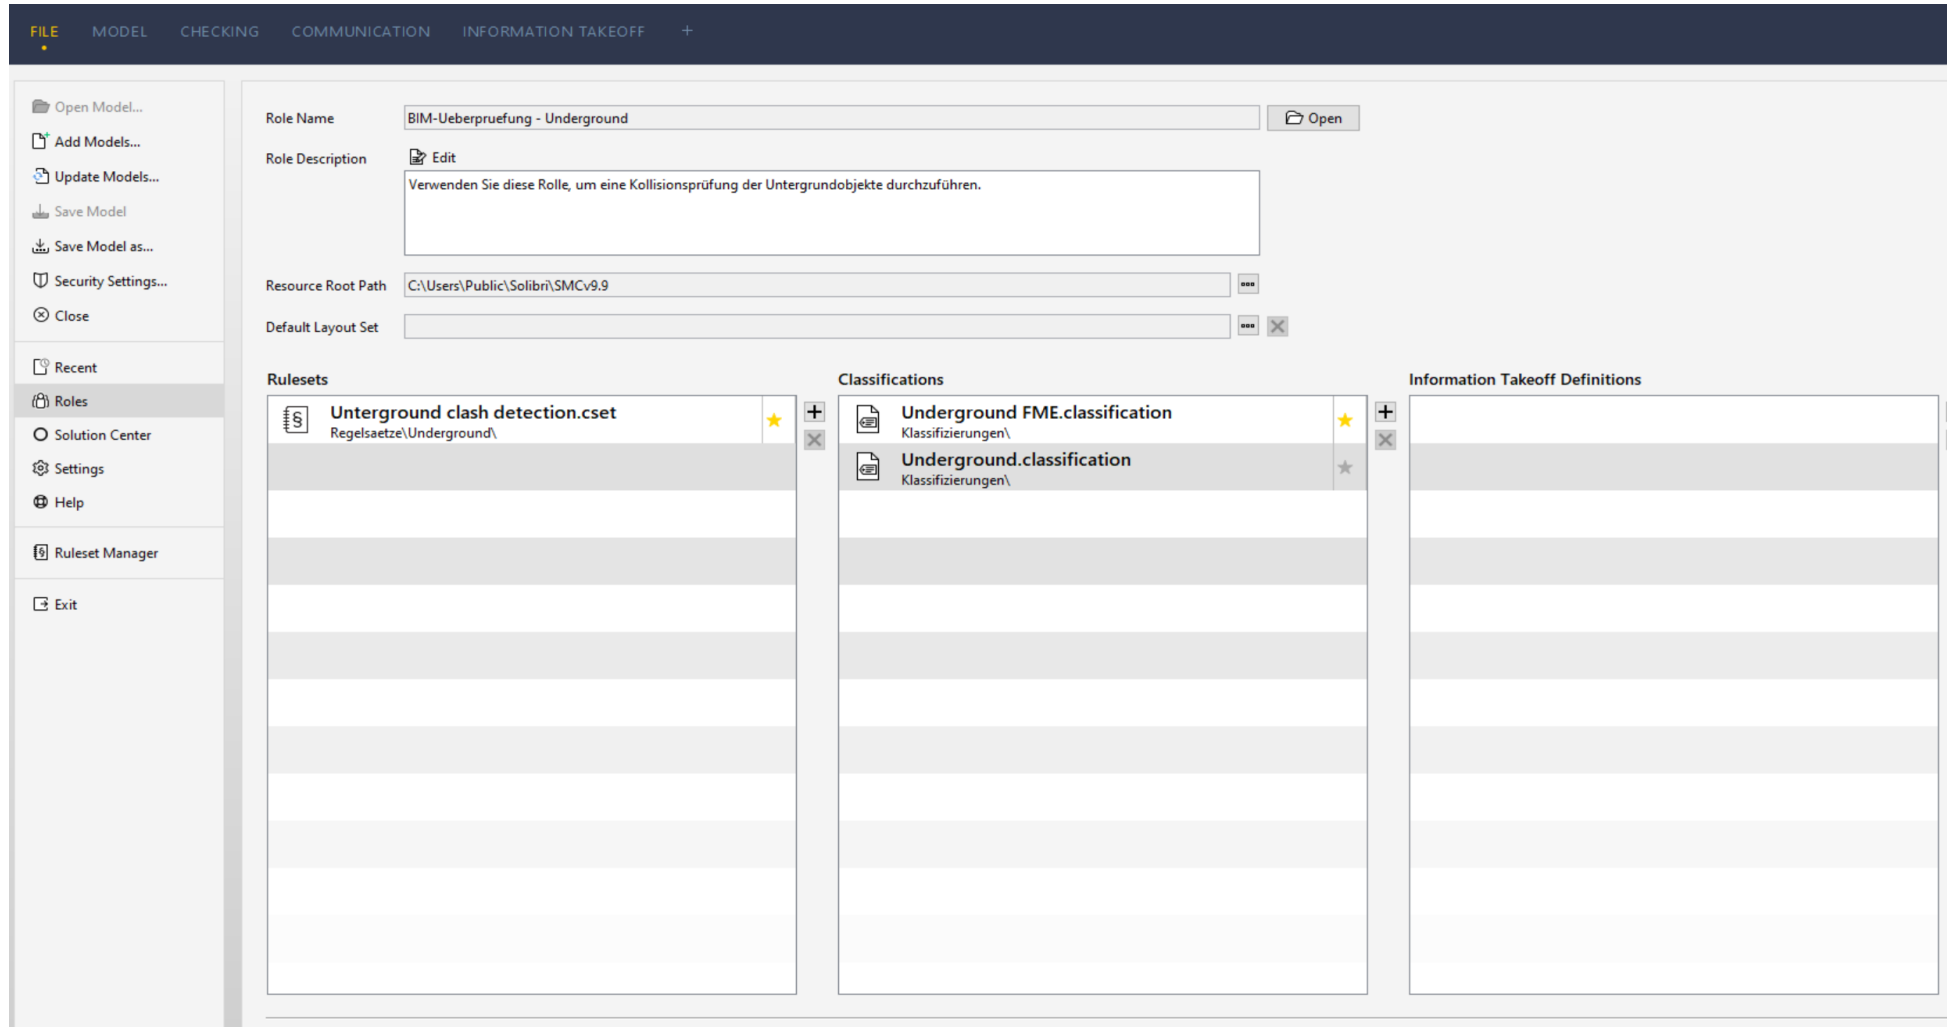 FILE MODEL CHECKING COMMUNICATION INFORMATION TAKEOFF +
Open Model...
Add Models...
Update Models...
Save Model
Save Model as...
Security Settings...
Close
Recent
Roles
Solution Center
Settings
Help
Ruleset Manager
Exit
Role Name BIM-Ueberpruefung - Underground Open
Role Description Edit
Verwenden Sie diese Rolle, um eine Kollisionsprüfung der Untergrundobjekte durchzuführen.
Resource Root Path C:\Users\Public\Solibri\SMCv9.9
Default Layout Set
Rulesets
Unterground clash detection.cset
Regelsaetze\Underground\
Classifications
Underground FME.classification
Klassifizierungen\
Underground.classification
Klassifizierungen\
Information Takeoff Definitions